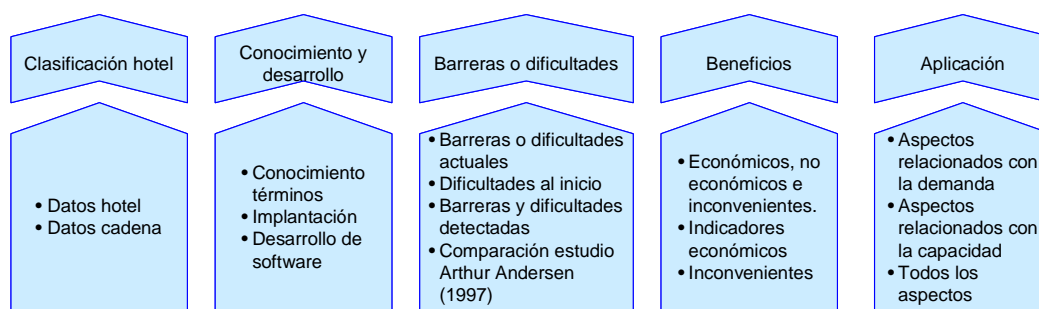 Clasificación hotel
Conocimiento y
desarrollo
Barreras o dificultades
Beneficios
Aplicación
• Datos hotel
• Datos cadena
• Conocimiento
términos
• Implantación
• Desarrollo de
software
• Barreras o dificultades
actuales
• Dificultades al inicio
• Barreras y dificultades
detectadas
• Comparación estudio
Arthur Andersen
(1997)
• Económicos, no
económicos e
inconvenientes.
• Indicadores
económicos
• Inconvenientes
• Aspectos
relacionados con
la demanda
• Aspectos
relacionados con
la capacidad
• Todos los
aspectos